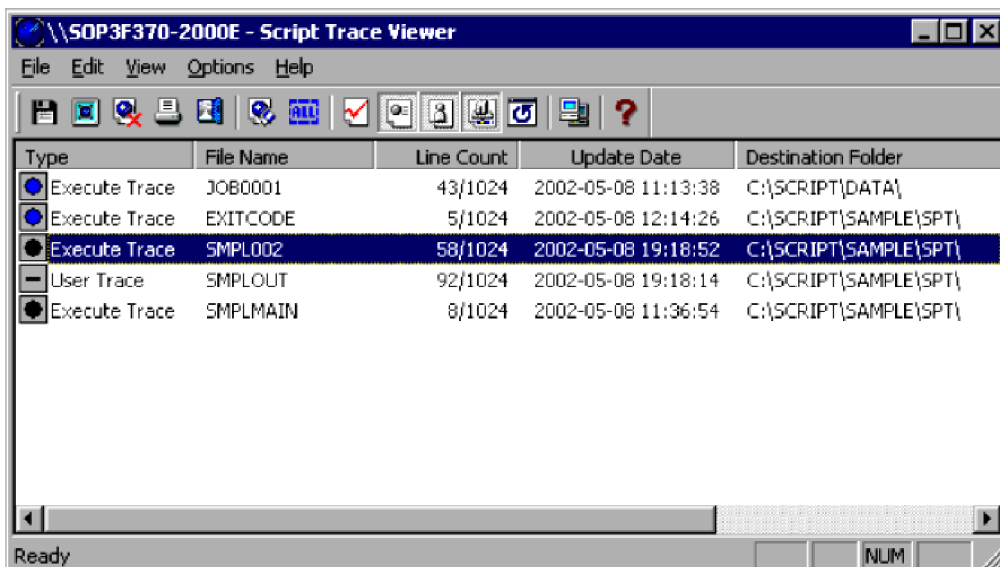 \\SOP3F370-2000E - Script Trace Viewer
File Edit View Options Help
ALL
Type File Name Line Count Update Date Destination Folder
Execute Trace JOB0001 43/1024 2002-05-08 11:13:38 C:\SCRIPT\DATA\
Execute Trace EXITCODE 5/1024 2002-05-08 12:14:26 C:\SCRIPT\SAMPLE\SPT\
Execute Trace SMPL002 58/1024 2002-05-08 19:18:52 C:\SCRIPT\SAMPLE\SPT\
User Trace SMPLOUT 92/1024 2002-05-08 19:18:14 C:\SCRIPT\SAMPLE\SPT\
Execute Trace SMPLMAIN 8/1024 2002-05-08 11:36:54 C:\SCRIPT\SAMPLE\SPT\
Ready NUM